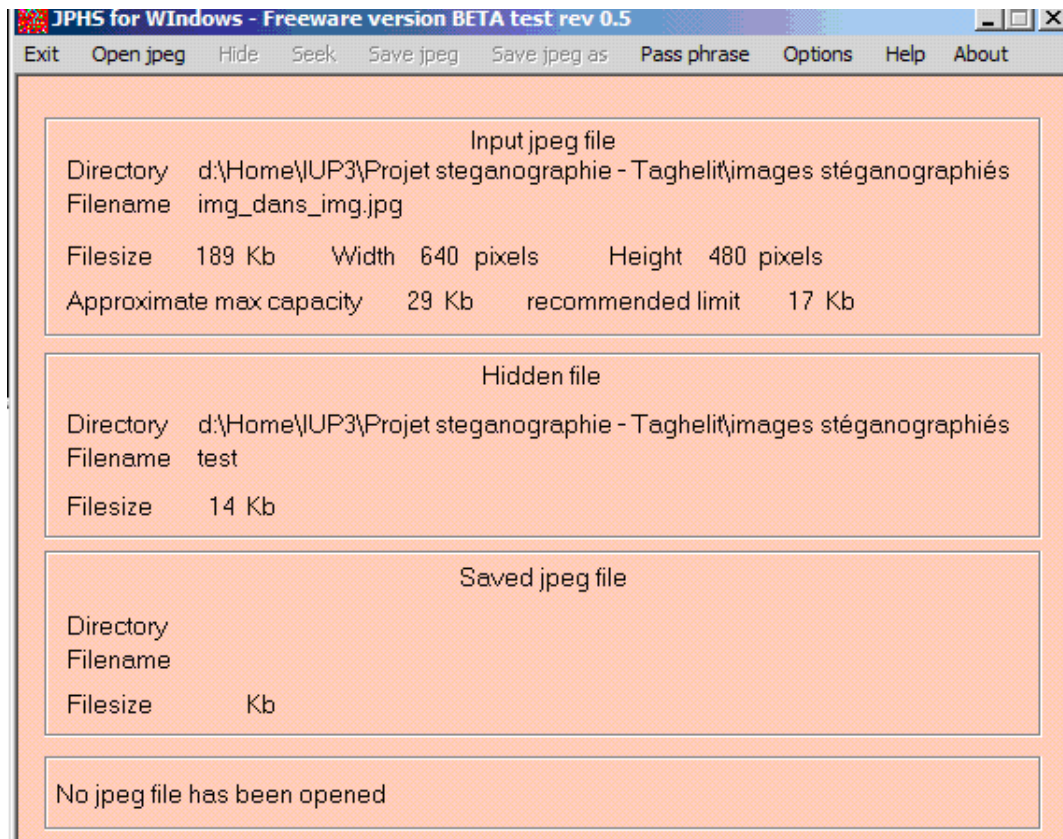 JPHS for WIndows - Freeware version BETA test rev 0.5
Exit Open jpeg Hide Seek Save jpeg Save jpeg as Pass phrase Options Help About
Input jpeg file
Directory d:\Home\IUP3\Projet steganographie - Taghelit\images stéganographiés
Filename img_dans_img.jpg
Filesize 189 Kb Width 640 pixels Height 480 pixels
Approximate max capacity 29 Kb recommended limit 17 Kb
Hidden file
Directory d:\Home\IUP3\Projet steganographie - Taghelit\images stéganographiés
Filename test
Filesize 14 Kb
Saved jpeg file
Directory
Filename
Filesize Kb
No jpeg file has been opened